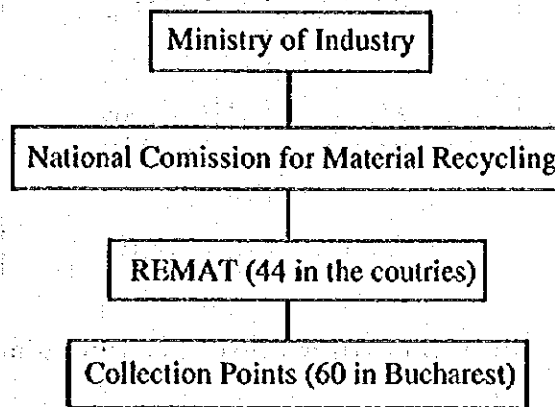 Ministry of Industry
National Comission for Material Recycling
REMAT (44 in the coutries)
Collection Points (60 in Bucharest)